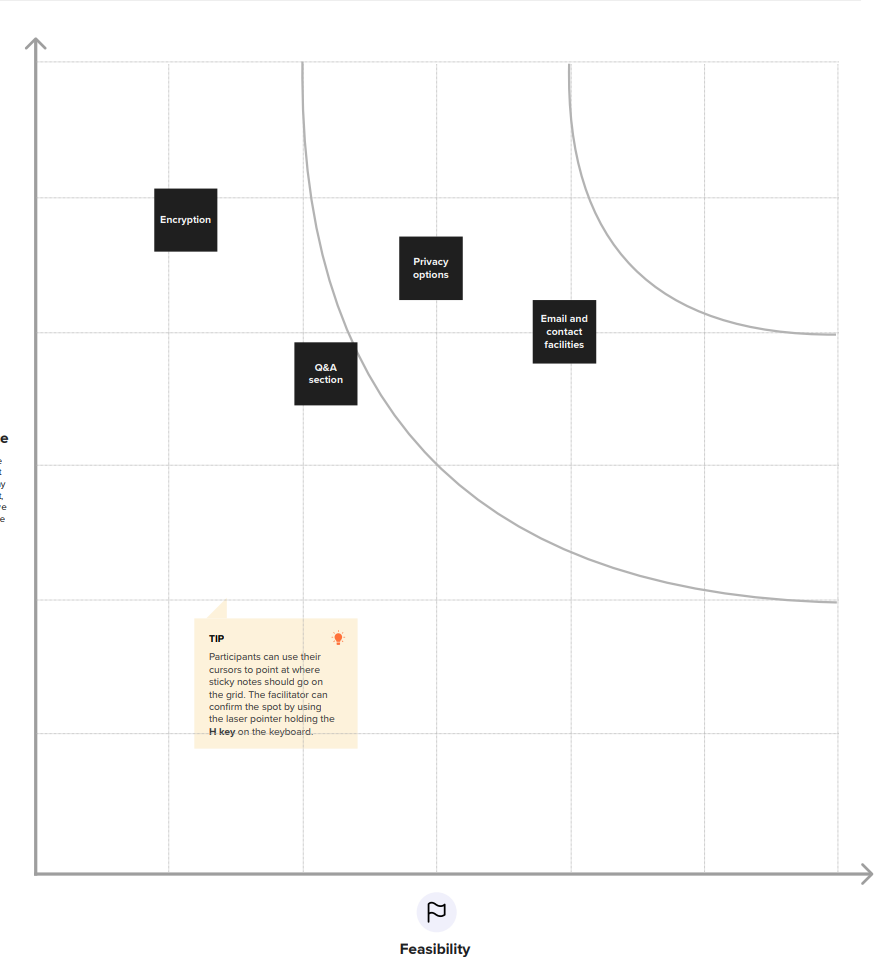 Encryption
Privacy
options
Email and
contact
facilities
Q&A
section
TIP
Participants can use their
cursors to point at where
sticky notes should go on
the grid. The facilitator can
confirm the spot by using
the laser pointer holding the
H key on the keyboard.
Feasibility